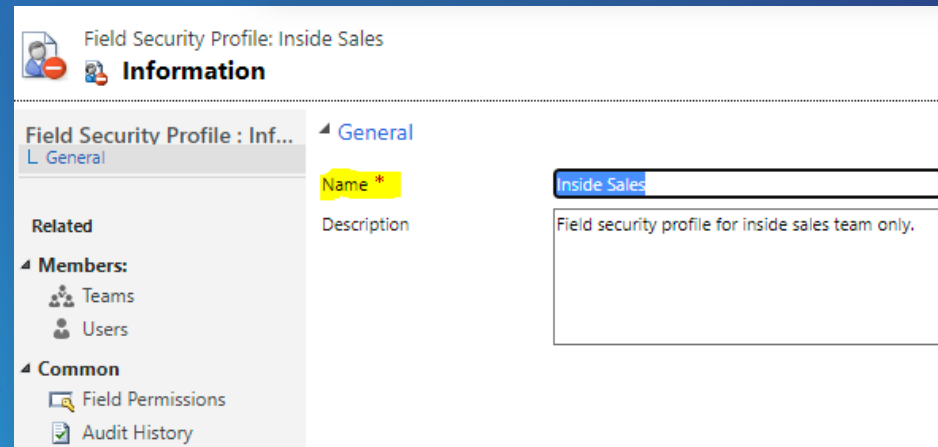 Field Security Profile: Inside Sales
Information
Field Security Profile : Inf...
General
Related
Members:
Teams
Users
Common
Field Permissions
Audit History
General
Name *
Inside Sales
Description
Field security profile for inside sales team only.